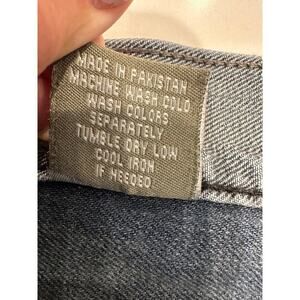 MADE IN PAKISTAN
MACHINE WASH COLD
WASH COLORS
SEPARATELY
TUMBLE DRY LOW
COOL IRON
IF NEEDED